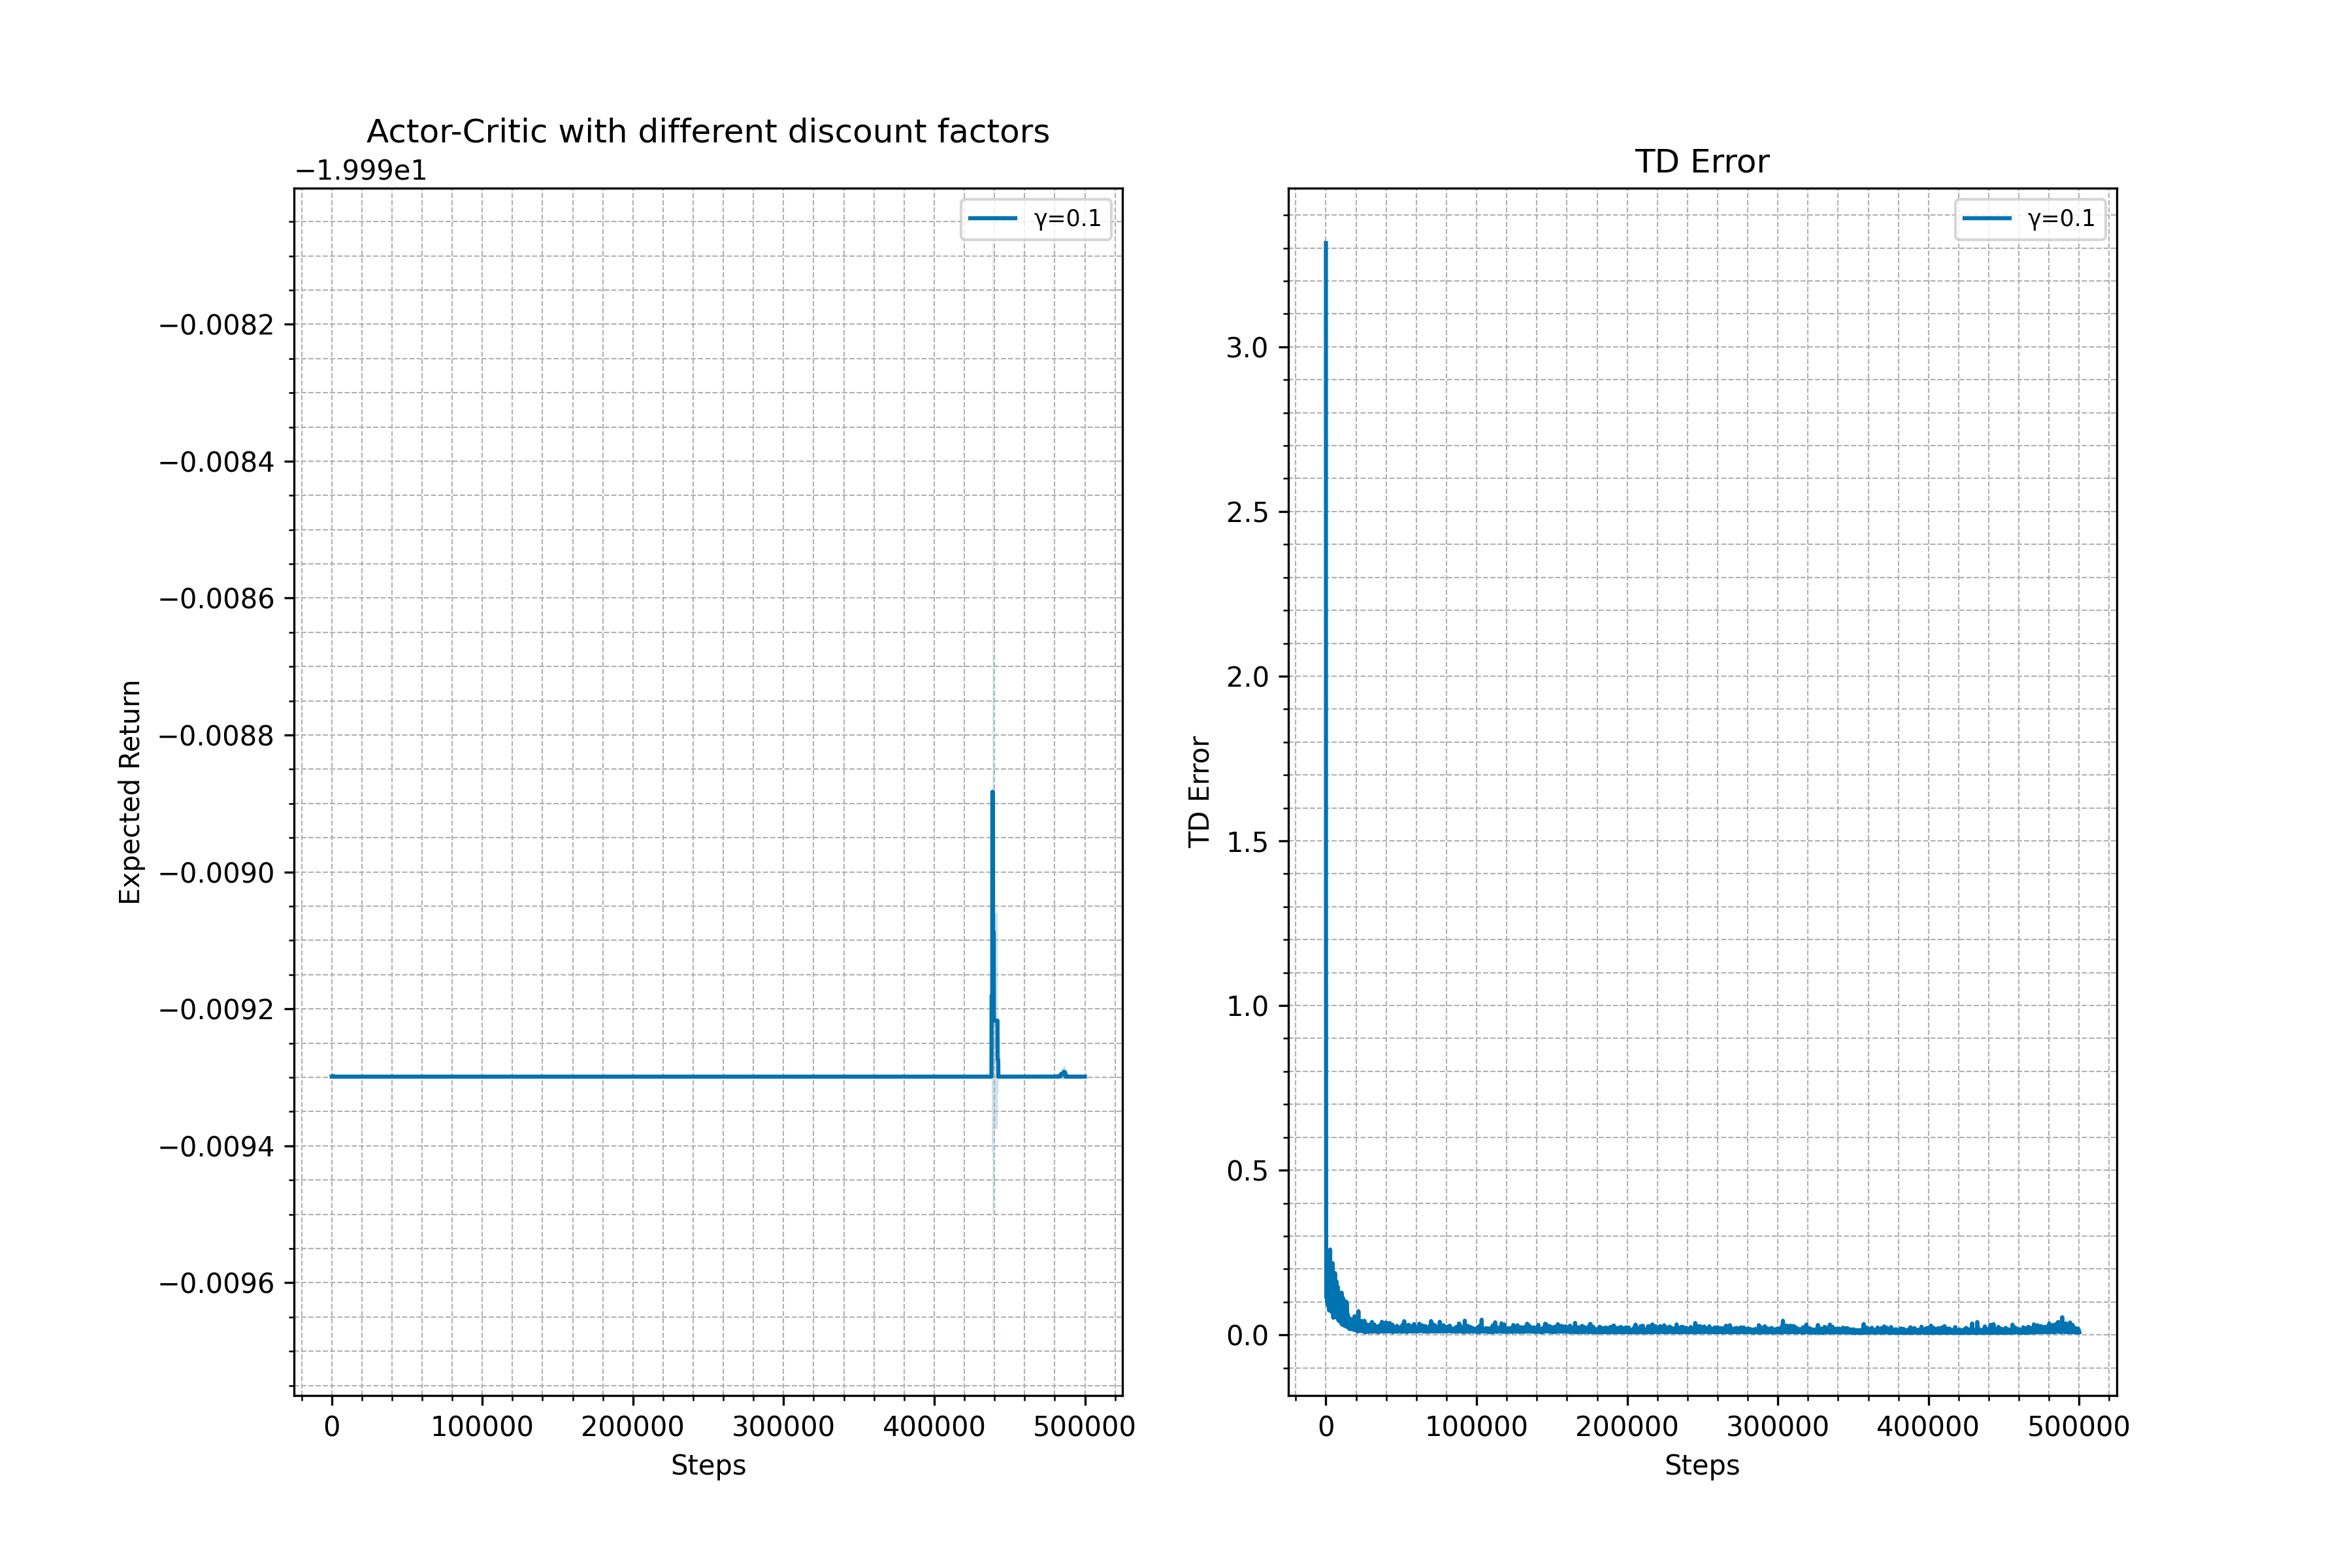 Actor-Critic with different discount factors
−1.999e1
γ=0.1
−0.0082
−0.0084
−0.0086
−0.0088
−0.0090
−0.0092
−0.0094
−0.0096
Expected Return
0 100000 200000 300000 400000 500000
Steps
TD Error
γ=0.1
3.0
2.5
2.0
1.5
1.0
0.5
0.0
TD Error
0 100000 200000 300000 400000 500000
Steps